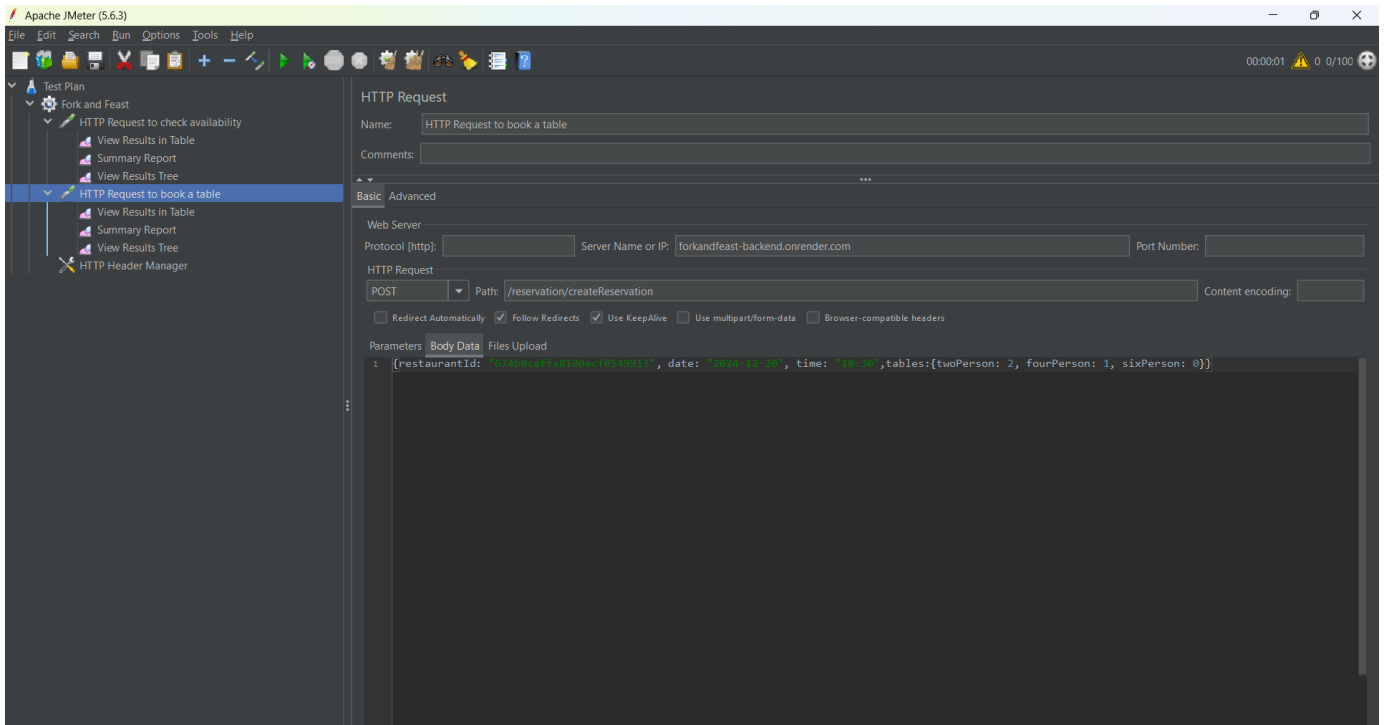 Apache JMeter (5.6.3)
File Edit Search Run Options Tools Help
00:00:01 0 0/100
Test Plan
Fork and Feast
HTTP Request to check availability
View Results in Table
Summary Report
View Results Tree
HTTP Request to book a table
View Results in Table
Summary Report
View Results Tree
HTTP Header Manager
HTTP Request
Name: HTTP Request to book a table
Comments:
Basic Advanced
Web Server
Protocol [http]: Server Name or IP: forkandfeast-backend.onrender.com Port Number:
HTTP Request
POST Path: /reservation/createReservation Content encoding:
Redirect Automatically Follow Redirects Use KeepAlive Use multipart/form-data Browser-compatible headers
Parameters Body Data Files Upload
1 {restaurantId: "674b0caffa8100ecf0549913", date: "2024-12-20", time: "18:30",tables:{twoPerson: 2, fourPerson: 1, sixPerson: 0}}